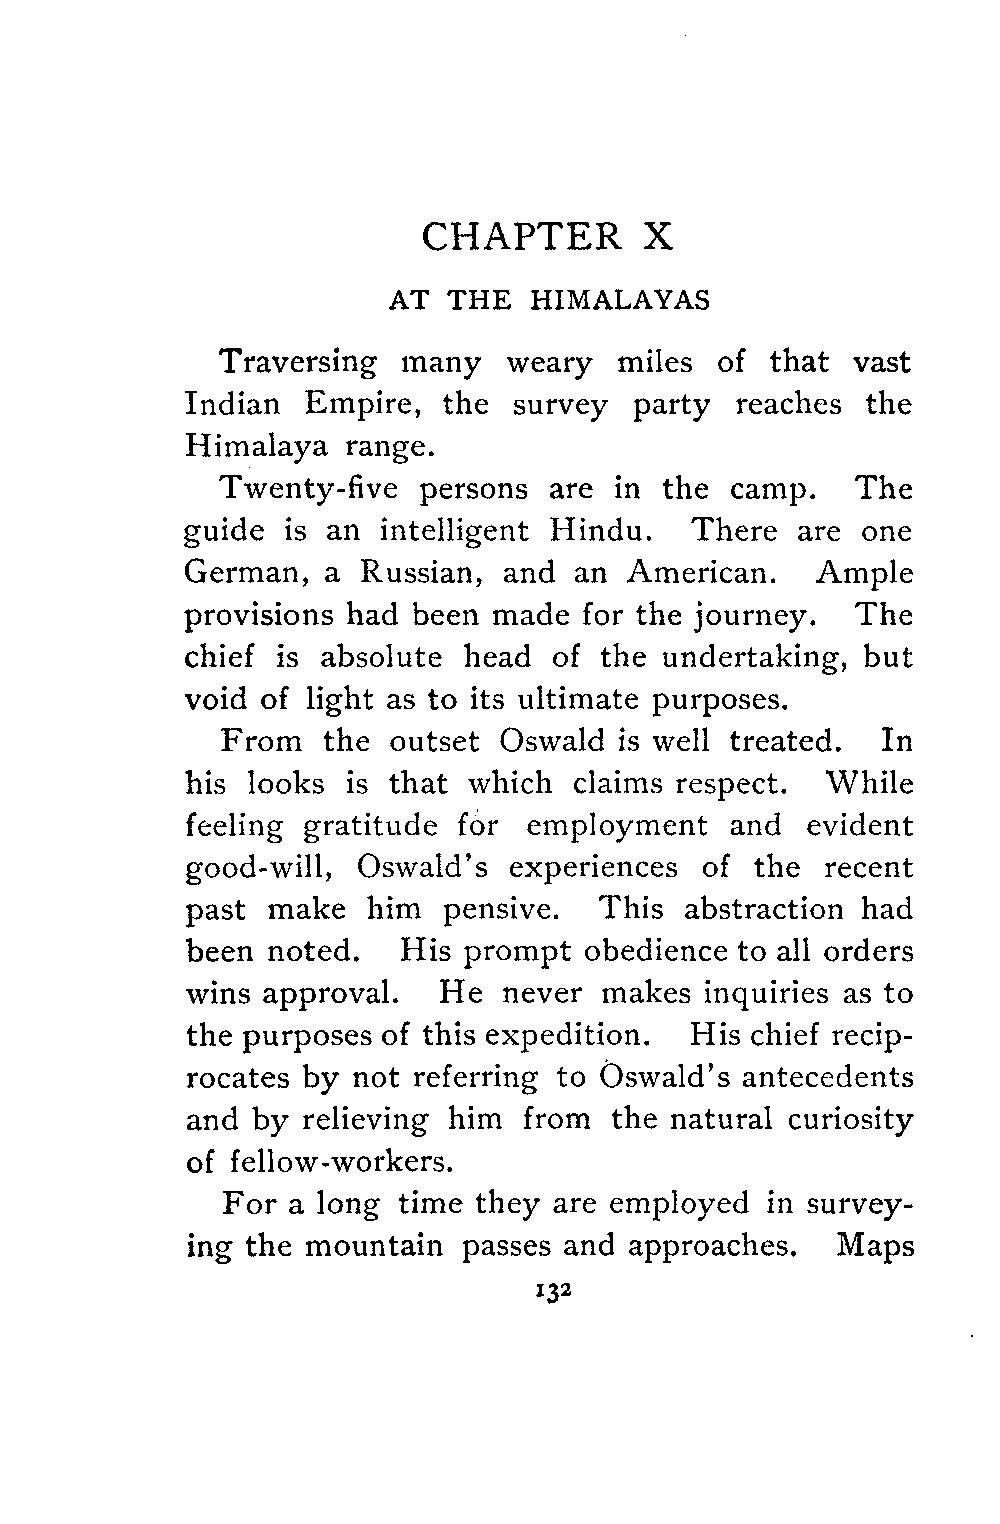 CHAPTER X
AT THE HIMALAYAS
Traversing many weary miles of that vast
Indian Empire, the survey party reaches the
Himalaya range.
Twenty-five persons are in the camp. The
guide is an intelligent Hindu. There are one
German, a Russian, and an American. Ample
provisions had been made for the journey. The
chief is absolute head of the undertaking, but
void of light as to its ultimate purposes.
From the outset Oswald is well treated. In
his looks is that which claims respect. While
feeling gratitude for employment and evident
good-will, Oswald's experiences of the recent
past make him pensive. This abstraction had
been noted. His prompt obedience to all orders
wins approval. He never makes inquiries as to
the purposes of this expedition. His chief recip-
rocates by not referring to Oswald's antecedents
and by relieving him from the natural curiosity
of fellow-workers.
For a long time they are employed in survey-
ing the mountain passes and approaches. Maps
132